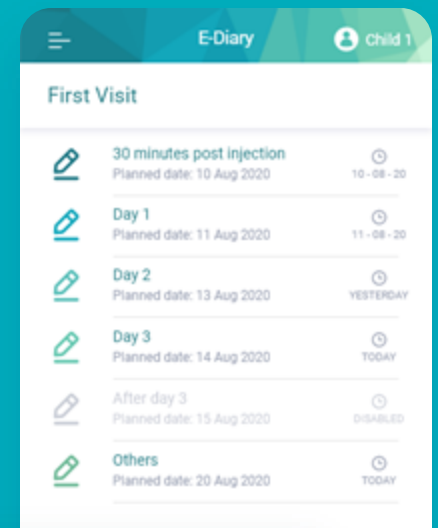 E-Diary
Child 1
First Visit
30 minutes post injection
Planned date: 10 Aug 2020
10 - 08 - 20
Day 1
Planned date: 11 Aug 2020
11 - 08 - 20
Day 2
Planned date: 13 Aug 2020
YESTERDAY
Day 3
Planned date: 14 Aug 2020
TODAY
After day 3
Planned date: 15 Aug 2020
DISABLED
Others
Planned date: 20 Aug 2020
TODAY